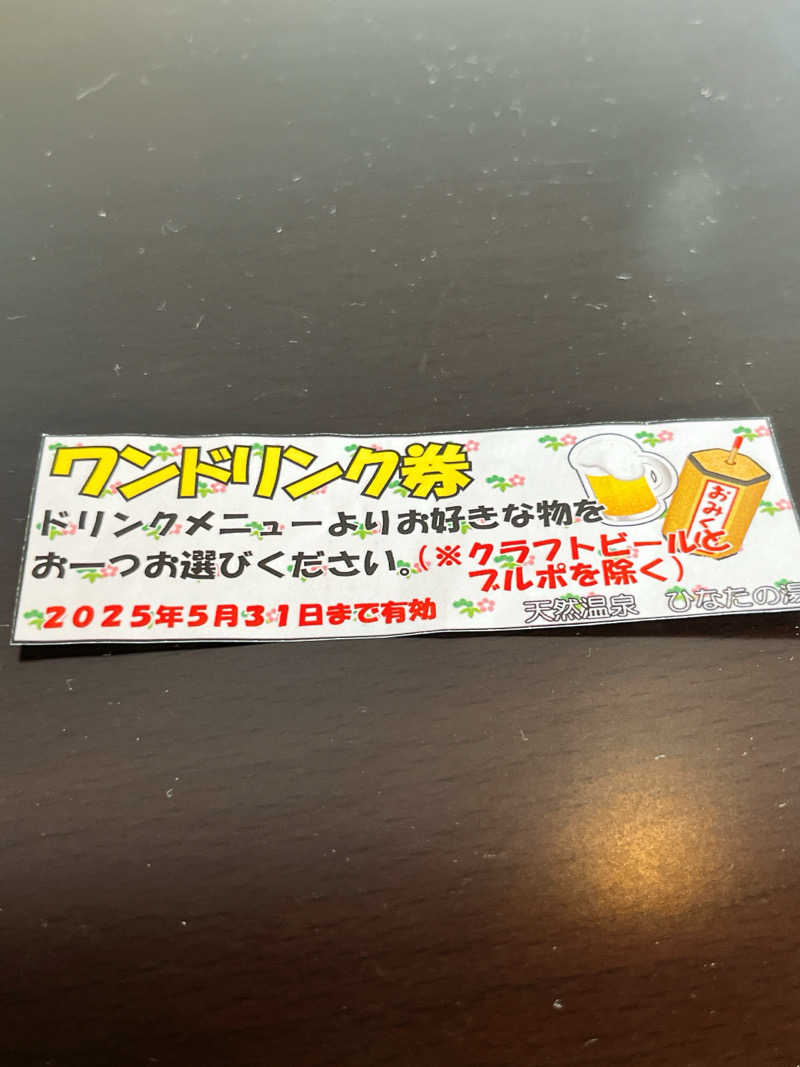 ワンドリンク券
ドリンクメニューよりお好きな物を
お一つお選びください。(※クラフトビールと
ブルポを除く)
2025年5月31日まで有効
天然温泉 ひなたの湯
おみく